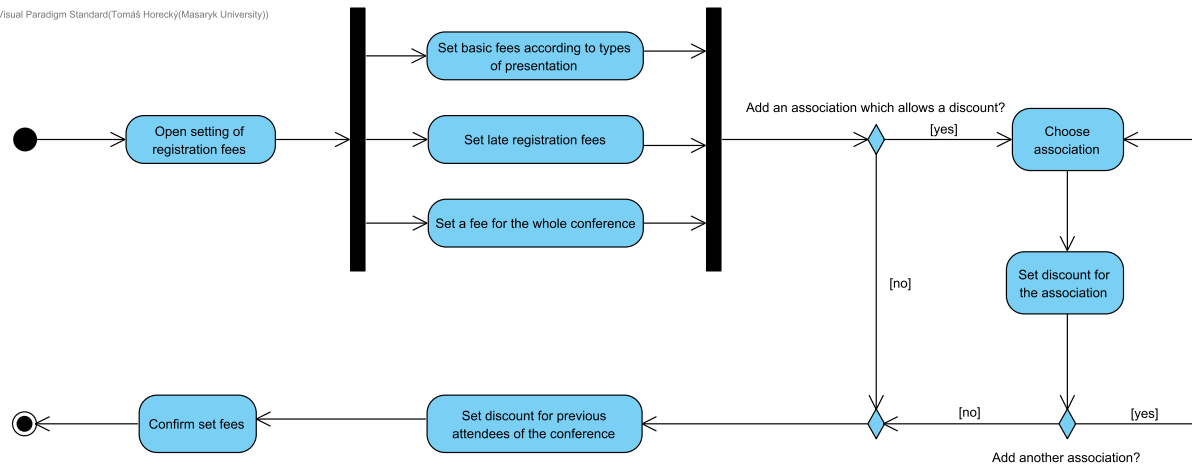 Visual Paradigm Standard(Tomáš Horecký(Masaryk University))
Set basic fees according to types
of presentation
Add an association which allows a discount?
[yes]
Open setting of
registration fees
Set late registration fees
Choose
association
Set a fee for the whole conference
Set discount for
the association
[no]
Confirm set fees
Set discount for previous
attendees of the conference
[no]
[yes]
Add another association?